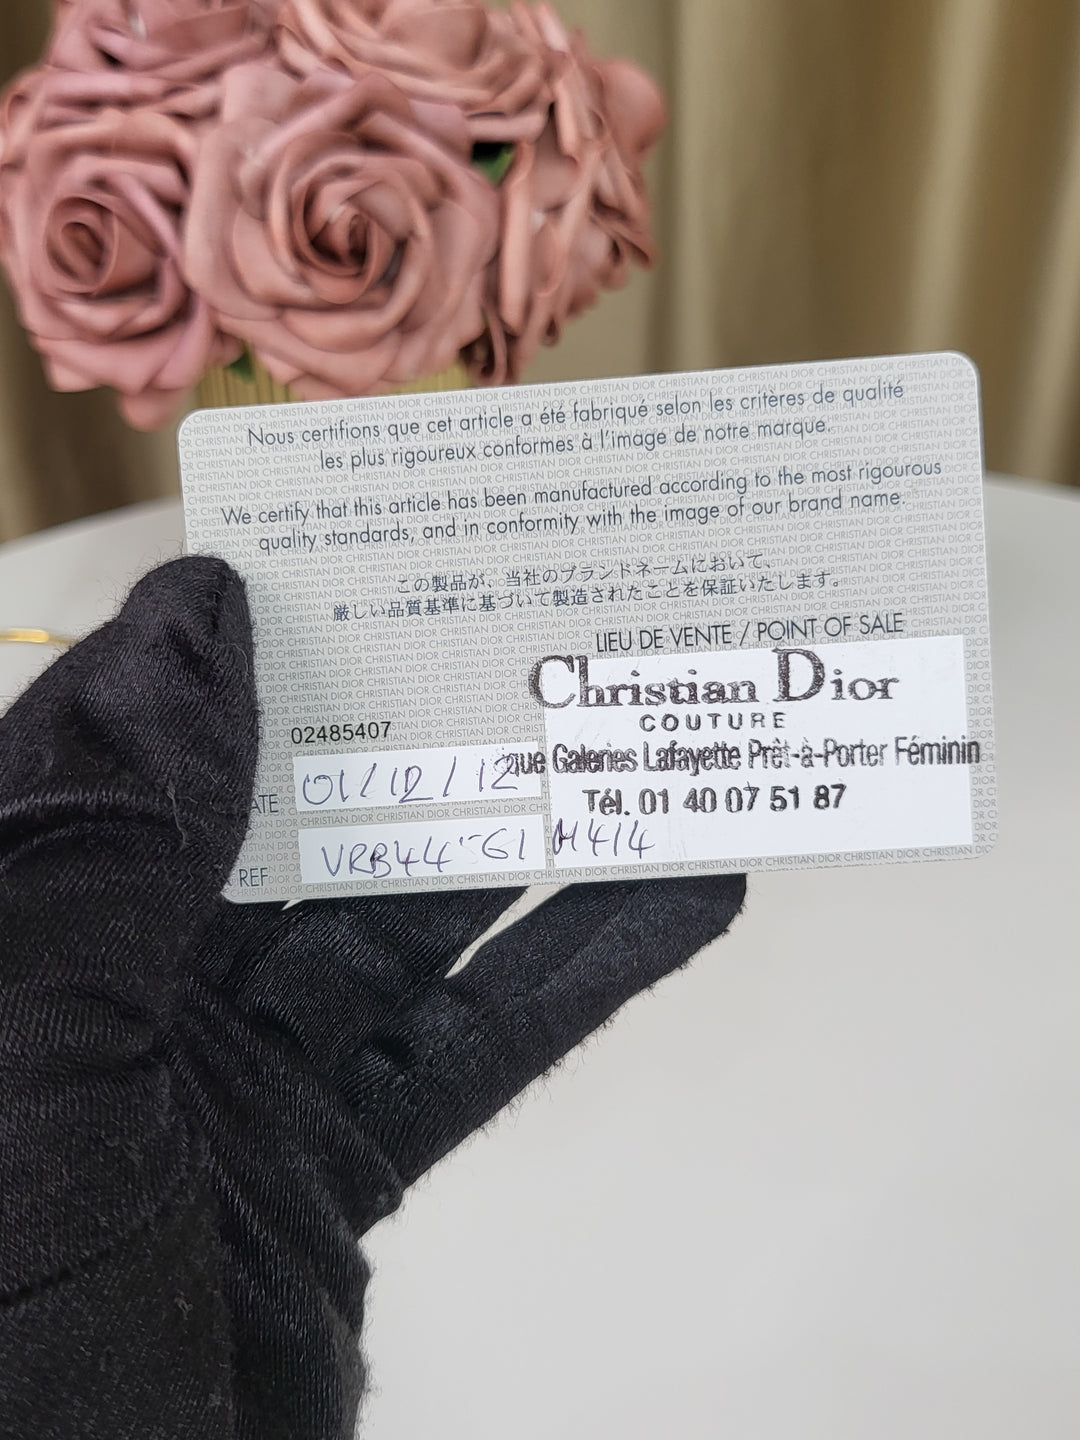 Nous certifions que cet article a été fabriqué selon les critères de qualité
les plus rigoureux conformes à l'image de notre marque.
We certify that this article has been manufactured according to the most rigourous
quality standards, and in conformity with the image of our brand name.
この製品が、当社のブランドネームにおいて、
厳しい品質基準に基づいて製造されたことを保証いたします。
LIEU DE VENTE / POINT OF SALE
Christian Dior
COUTURE
que Galeries Lafayette Prêt-à-Porter Féminin
Tél. 01 40 07 51 87
02485407
ATE 01/12/12
REF M414